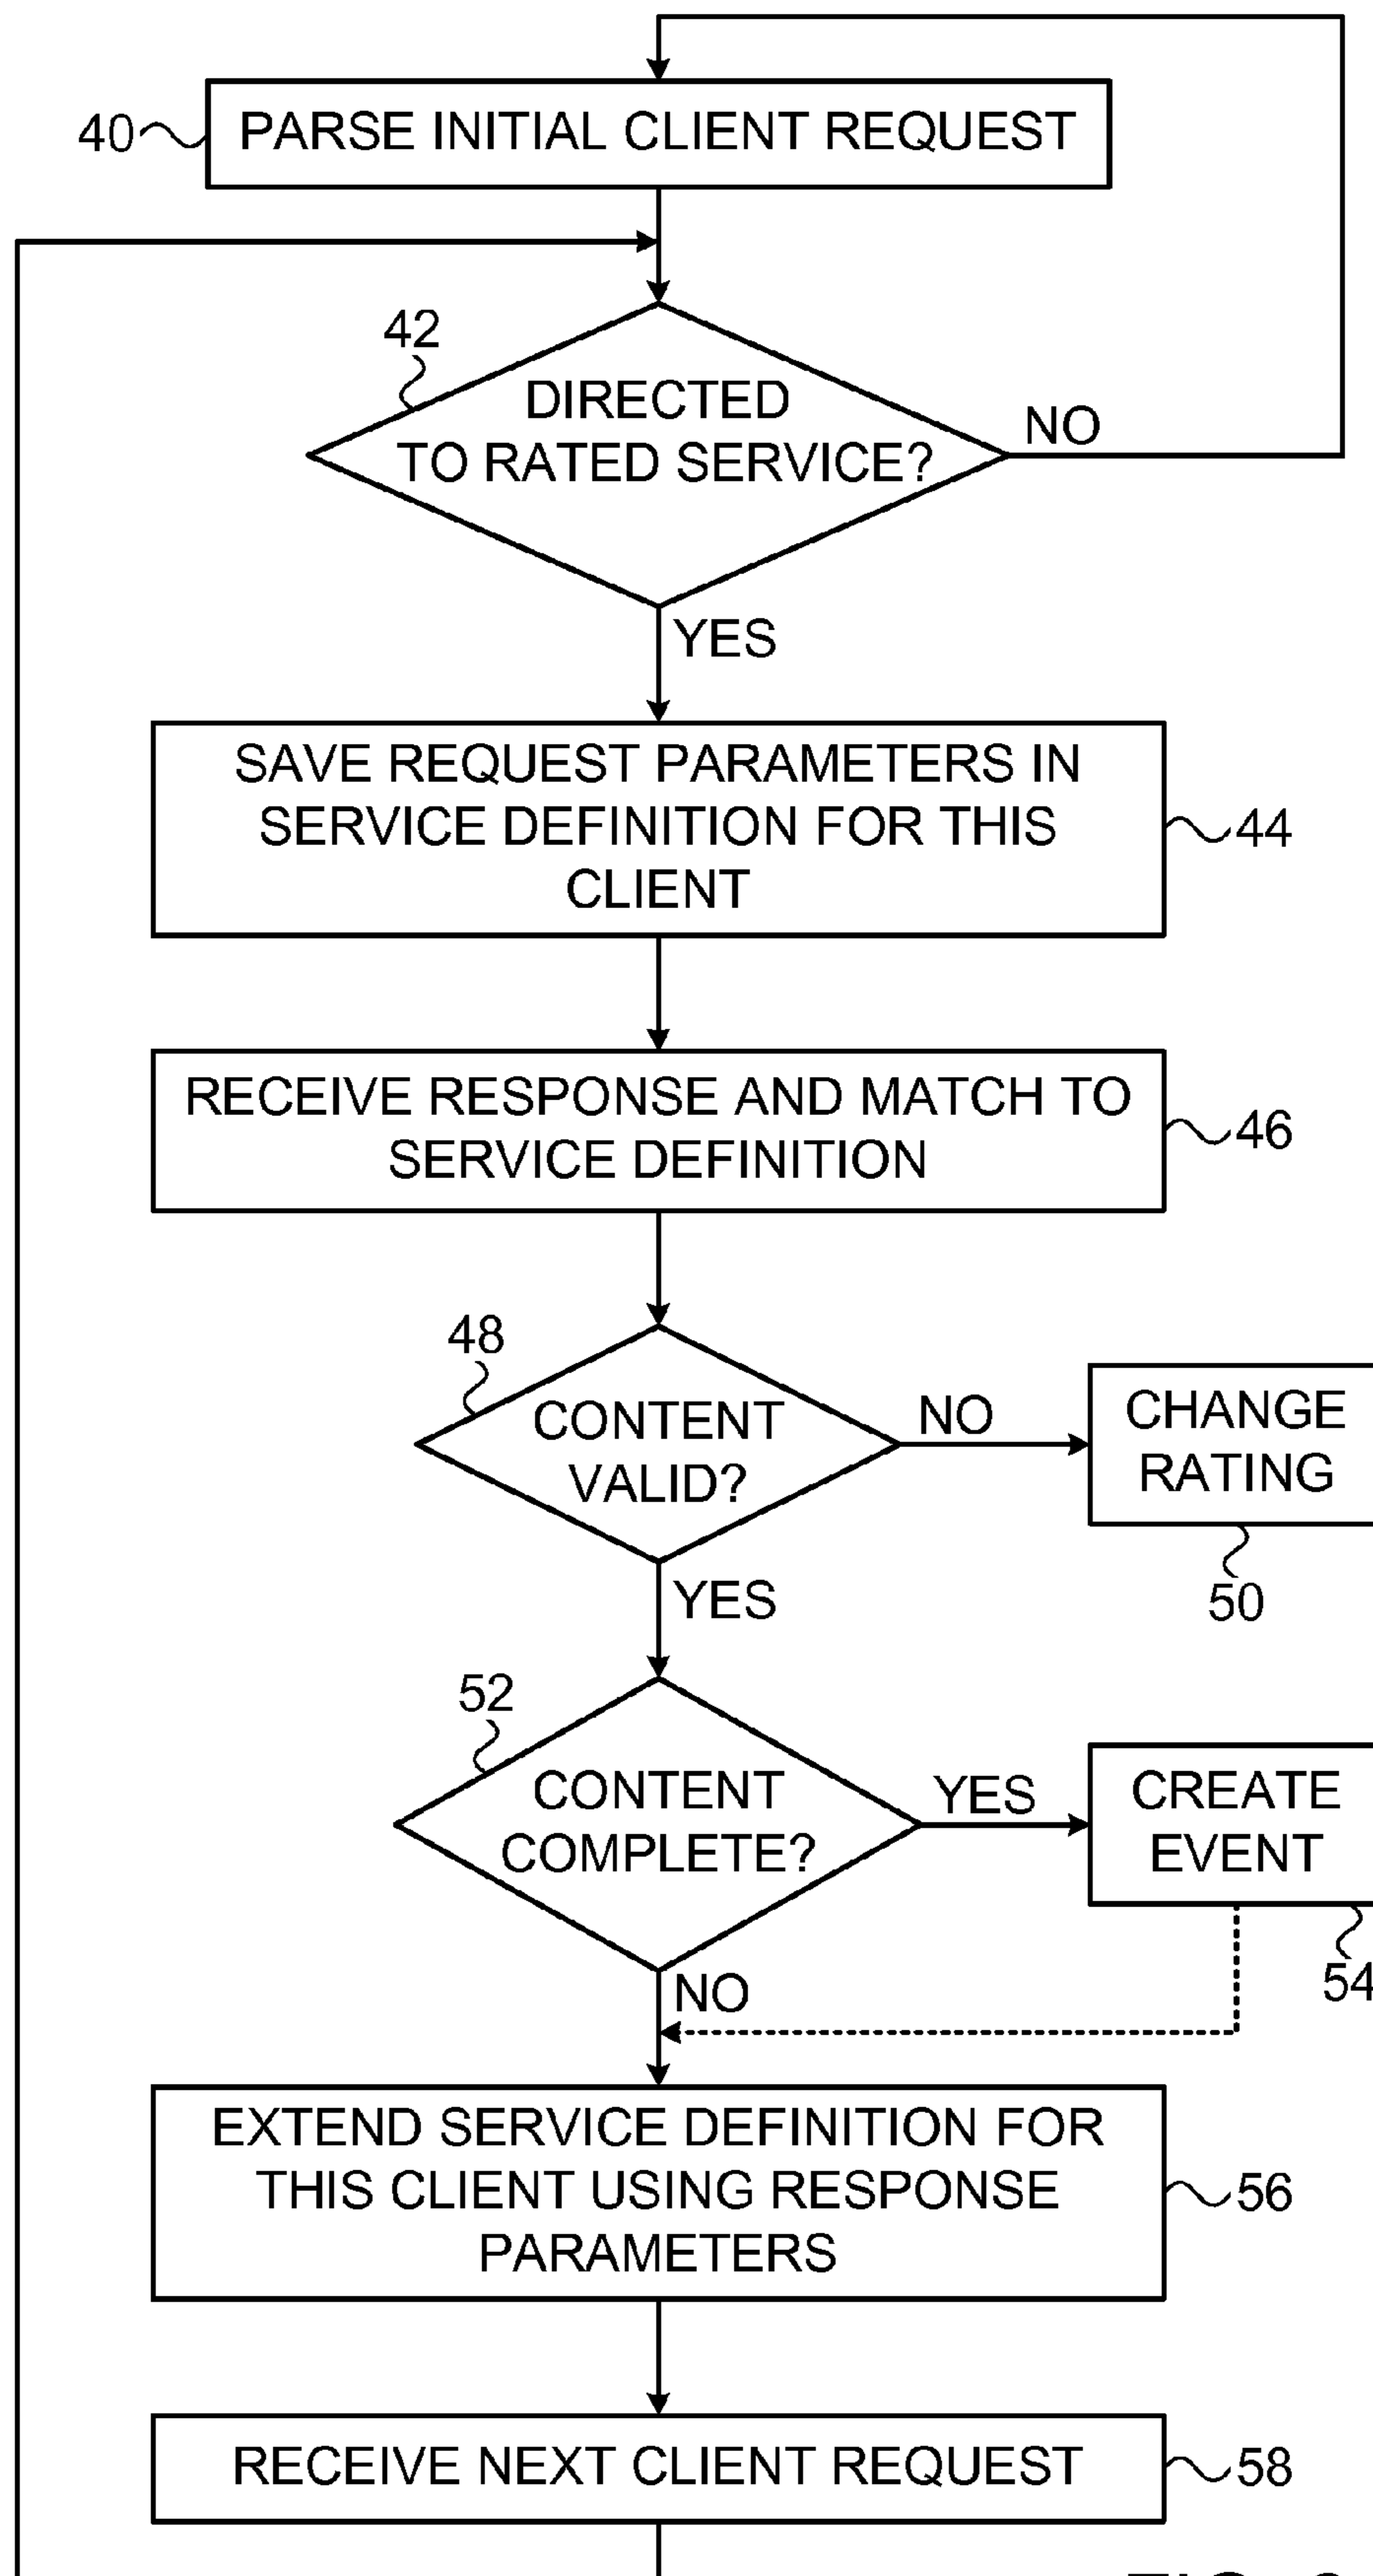 40
PARSE INITIAL CLIENT REQUEST
42
DIRECTED
TO RATED SERVICE?
NO
YES
SAVE REQUEST PARAMETERS IN
SERVICE DEFINITION FOR THIS
CLIENT
44
RECEIVE RESPONSE AND MATCH TO
SERVICE DEFINITION
46
48
CONTENT
VALID?
NO
CHANGE
RATING
50
YES
52
CONTENT
COMPLETE?
YES
CREATE
EVENT
54
NO
EXTEND SERVICE DEFINITION FOR
THIS CLIENT USING RESPONSE
PARAMETERS
56
RECEIVE NEXT CLIENT REQUEST
58